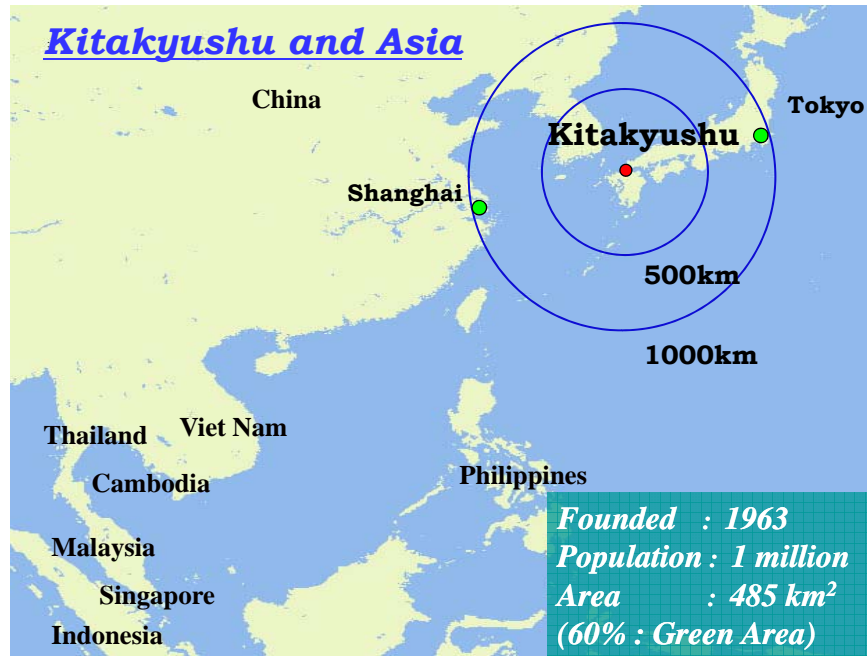 Kitakyushu and Asia
China
Tokyo
Kitakyushu
Shanghai
500km
1000km
Thailand
Viet Nam
Cambodia
Philippines
Malaysia
Singapore
Indonesia
Founded : 1963
Population : 1 million
Area : 485 km²
(60% : Green Area)